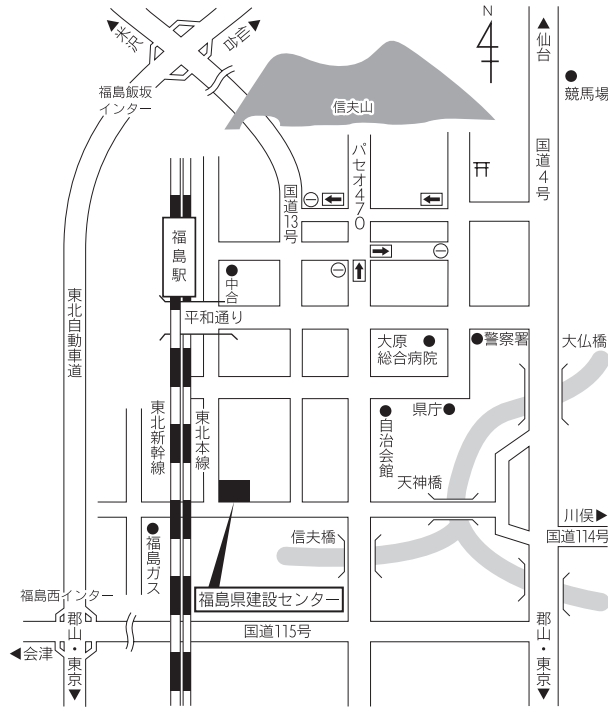 米沢
仙台
福島飯坂
インター
信夫山
N
仙台
競馬場
国道4号
パセオ470
国道13号
福島駅
中合
平和通り
東北自動車道
大原
総合病院
警察署
大仏橋
県庁
自治会館
東北新幹線
東北本線
天神橋
川俣
国道114号
信夫橋
福島ガス
福島県建設センター
福島西インター
国道115号
会津
郡山・東京
郡山・東京